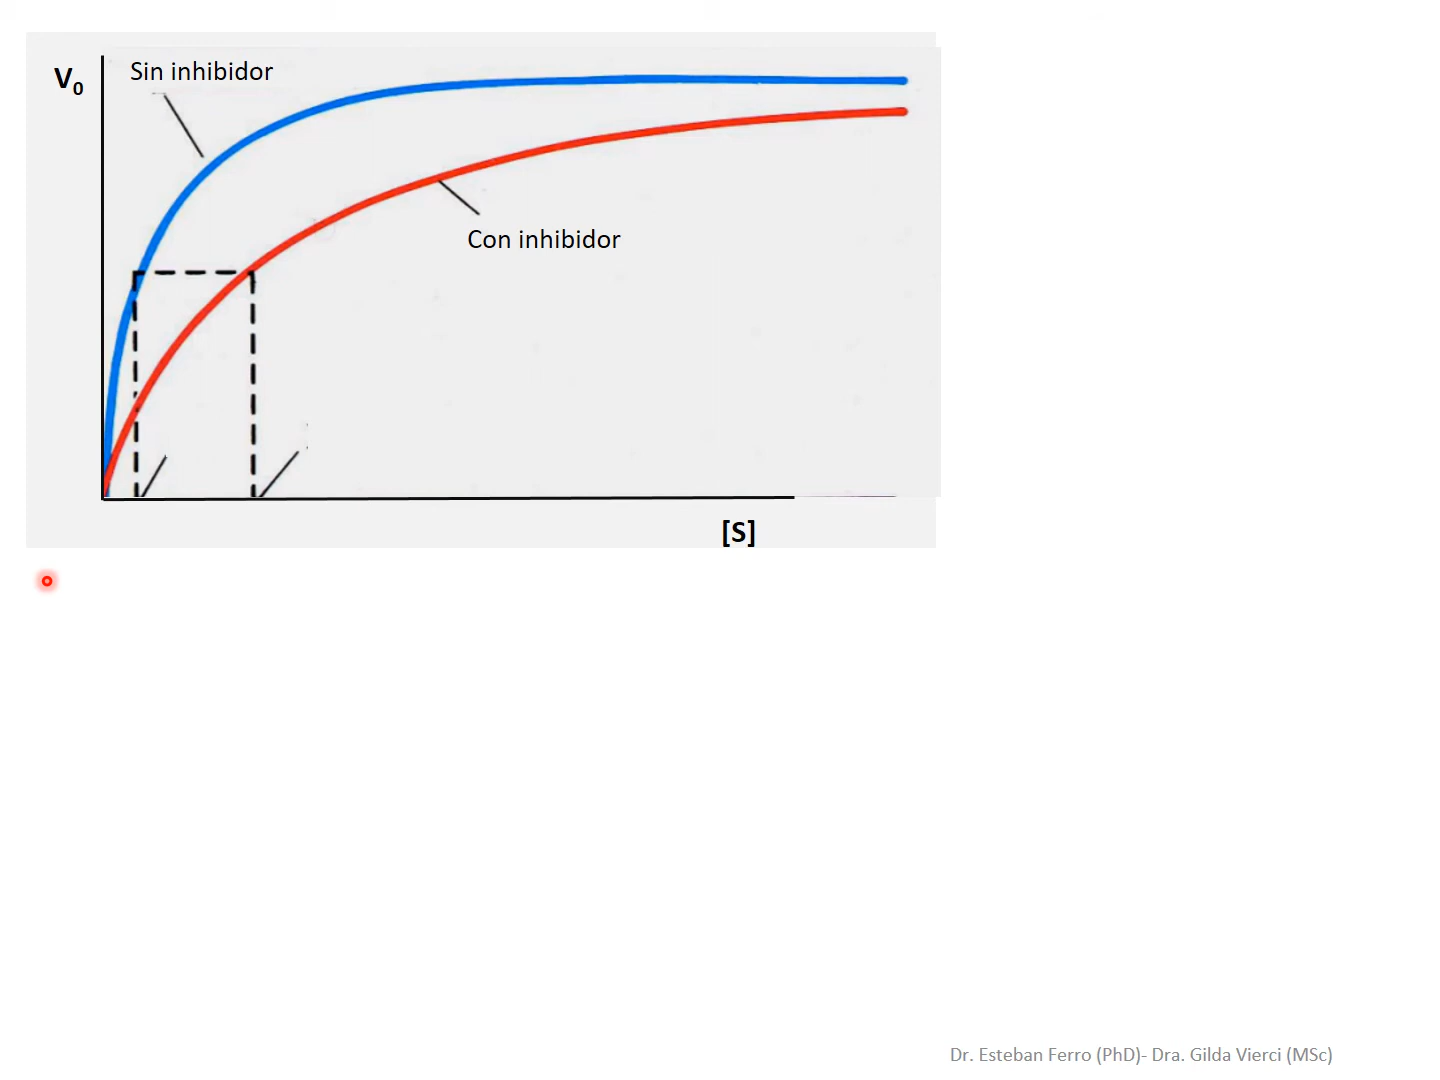 Sin inhibidor
V₀
Con inhibidor
[S]
Dr. Esteban Ferro (PhD)- Dra. Gilda Vierci (MSc)